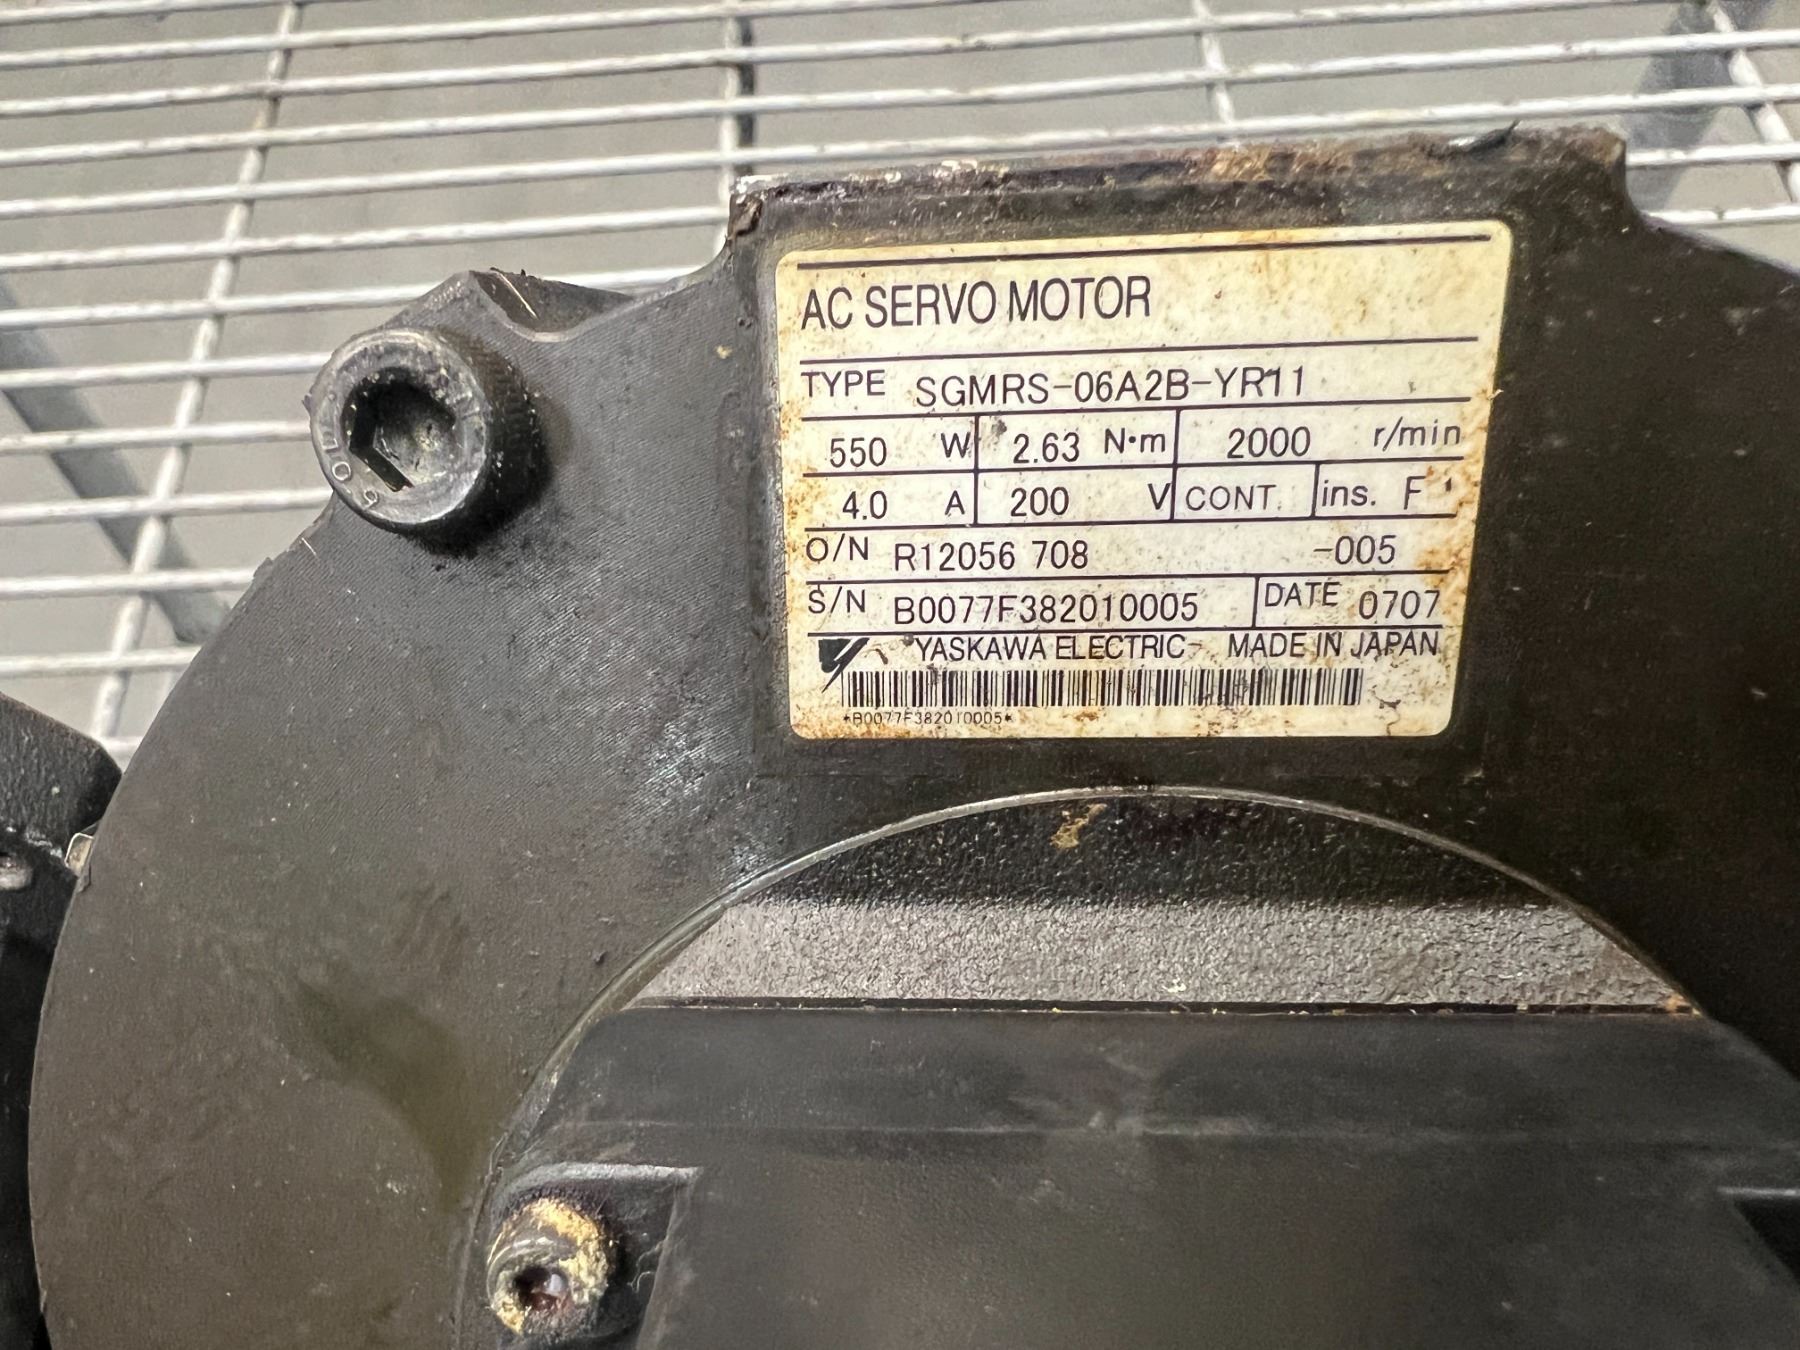 AC SERVO MOTOR
TYPE SGMRS-06A2B-YR11
550 W 2.63 N·m 2000 r/min
4.0 A 200 V CONT. ins. F
O/N R12056 708 -005
S/N B0077F382010005 DATE 0707
YASKAWA ELECTRIC MADE IN JAPAN
*B0077F382010005*